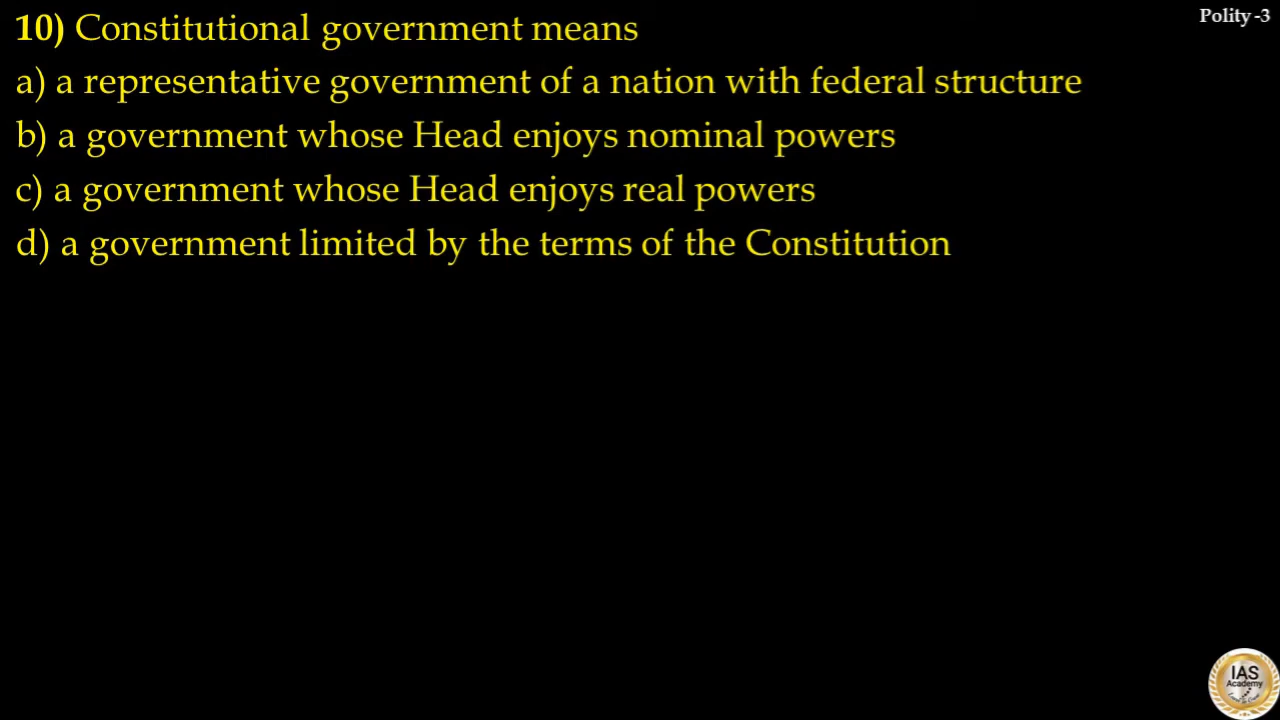 Polity -3
10) Constitutional government means
a) a representative government of a nation with federal structure
b) a government whose Head enjoys nominal powers
c) a government whose Head enjoys real powers
d) a government limited by the terms of the Constitution
IAS
Academy